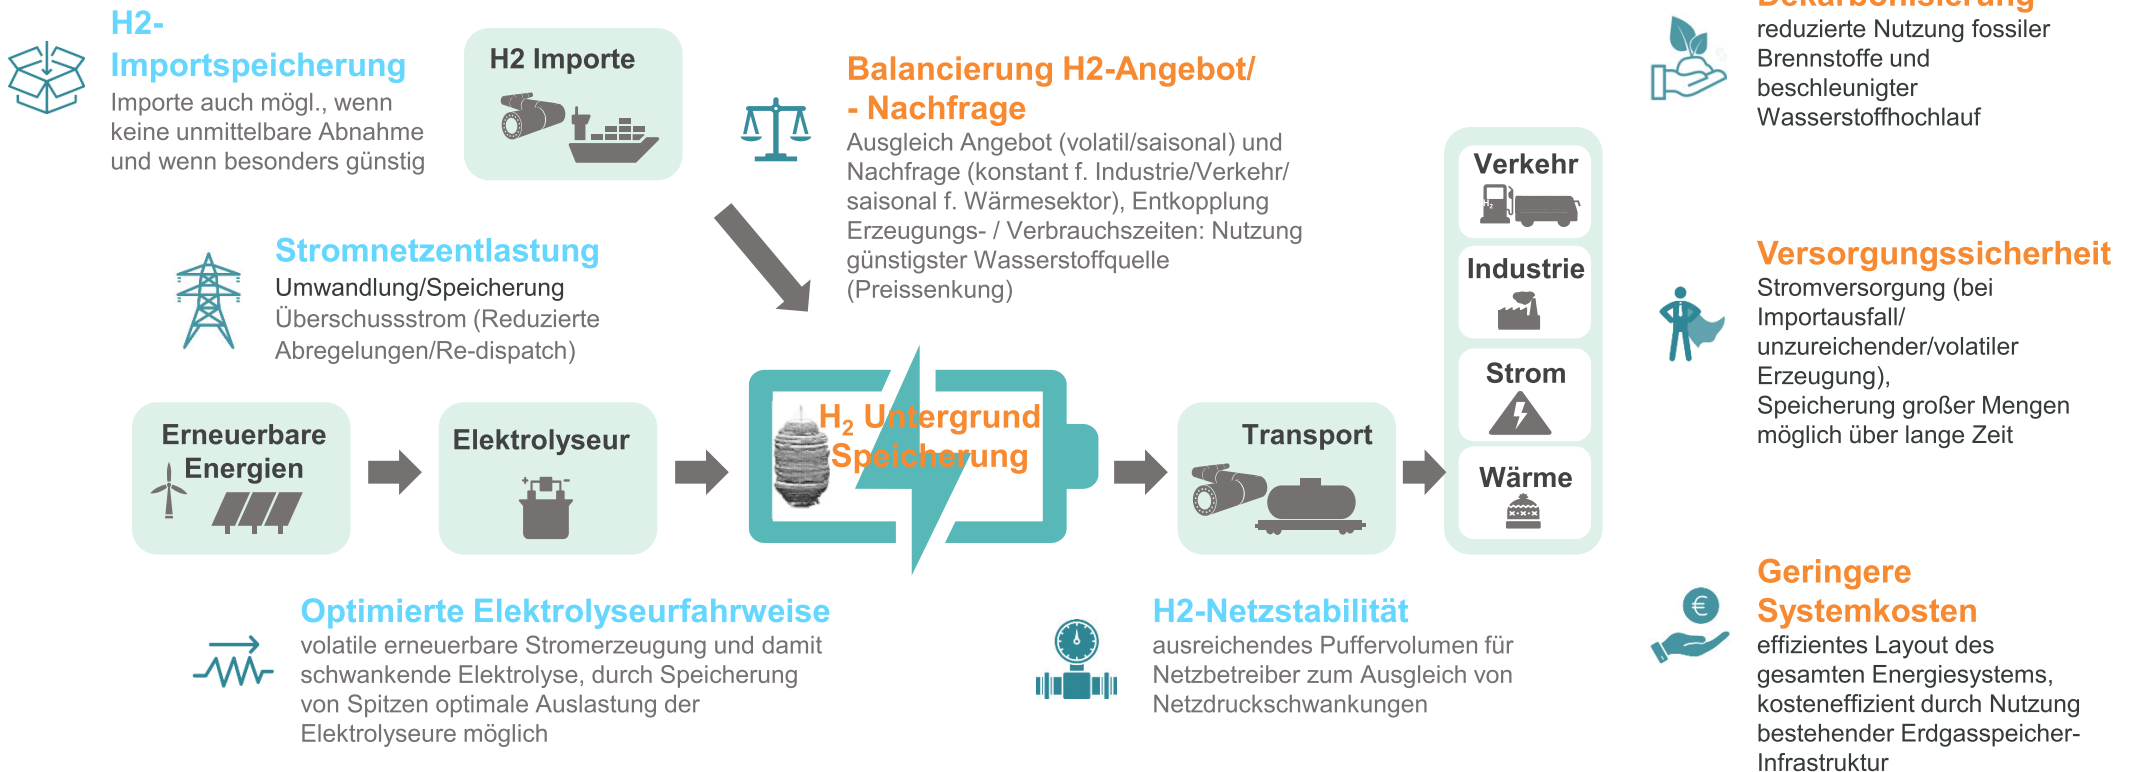 H2-
Importspeicherung
Importe auch mögl., wenn
keine unmittelbare Abnahme
und wenn besonders günstig
H2 Importe
Balancierung H2-Angebot/
- Nachfrage
Ausgleich Angebot (volatil/saisonal) und
Nachfrage (konstant f. Industrie/Verkehr/
saisonal f. Wärmesektor), Entkopplung
Erzeugungs- / Verbrauchszeiten: Nutzung
günstigster Wasserstoffquelle
(Preissenkung)
Stromnetzentlastung
Umwandlung/Speicherung
Überschussstrom (Reduzierte
Abregelungen/Re-dispatch)
Erneuerbare
Energien
Elektrolyseur
H2 Untergrund
Speicherung
Transport
Verkehr
H2
Industrie
Strom
Wärme
Optimierte Elektrolyseurfahrweise
volatile erneuerbare Stromerzeugung und damit
schwankende Elektrolyse, durch Speicherung
von Spitzen optimale Auslastung der
Elektrolyseure möglich
H2-Netzstabilität
ausreichendes Puffervolumen für
Netzbetreiber zum Ausgleich von
Netzdruckschwankungen
Dekarbonisierung
reduzierte Nutzung fossiler
Brennstoffe und
beschleunigter
Wasserstoffhochlauf
Versorgungssicherheit
Stromversorgung (bei
Importausfall/
unzureichender/volatiler
Erzeugung),
Speicherung großer Mengen
möglich über lange Zeit
€
Geringere
Systemkosten
effizientes Layout des
gesamten Energiesystems,
kosteneffizient durch Nutzung
bestehender Erdgasspeicher-
Infrastruktur